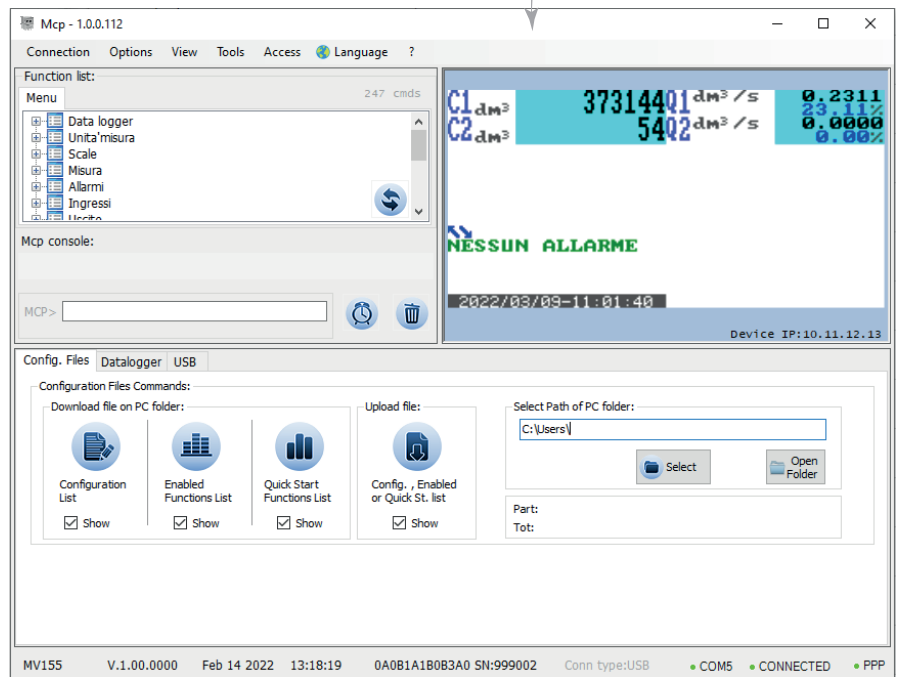 Mcp - 1.0.0.112
Connection Options View Tools Access Language ?
Function list:
Menu
247 cmds
Data logger
Unita'misura
Scale
Misura
Allarmi
Ingressi
Uscite
C1 dm³ 373144 Q1 dm³/s 0.2311
23.11%
C2 dm³ 54 Q2 dm³/s 0.0000
0.00%
NESSUN ALLARME
2022/03/09-11:01:40
Device IP:10.11.12.13
Mcp console:
MCP>
Config. Files Datalogger USB
Configuration Files Commands:
Download file on PC folder:
Configuration
List
Show
Enabled
Functions List
Show
Quick Start
Functions List
Show
Upload file:
Config. , Enabled
or Quick St. list
Show
Select Path of PC folder:
C:\Users\
Select
Open
Folder
Part:
Tot:
MV155 V.1.00.0000 Feb 14 2022 13:18:19 0A0B1A1B0B3A0 SN:999002 Conn type:USB COM5 CONNECTED PPP